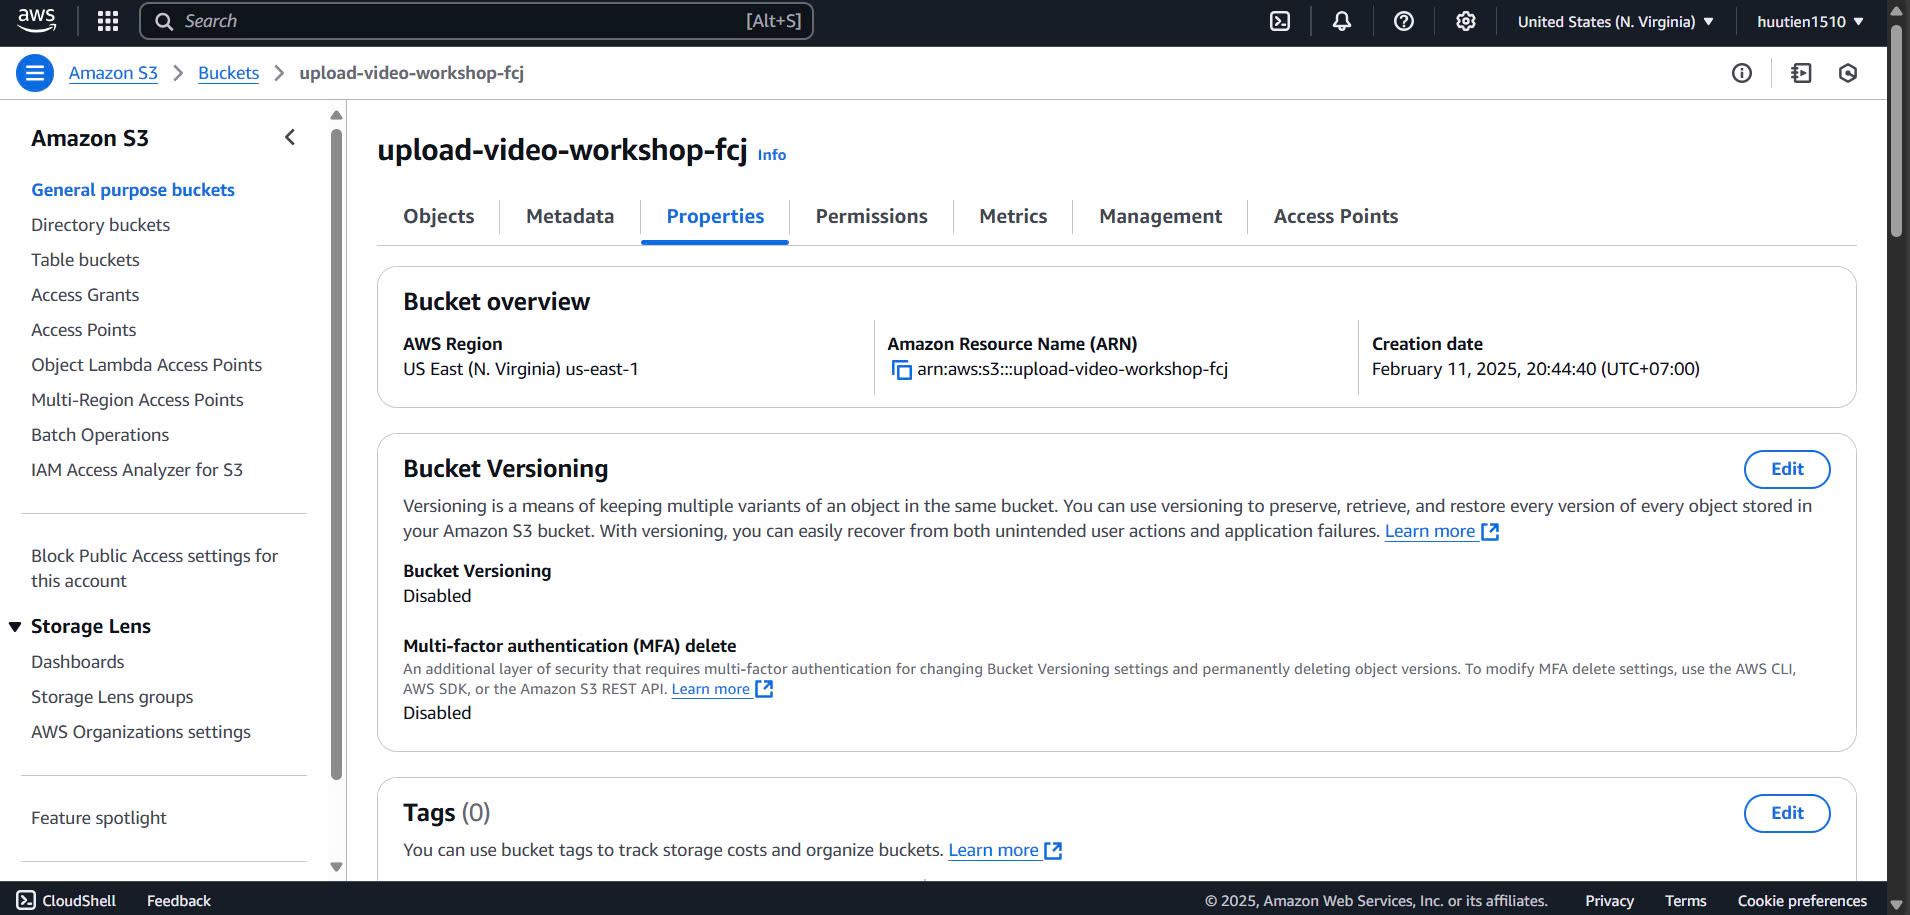 aws
Search [Alt+S]
United States (N. Virginia)
huutien1510
Amazon S3
Buckets
upload-video-workshop-fcj
Amazon S3
General purpose buckets
Directory buckets
Table buckets
Access Grants
Access Points
Object Lambda Access Points
Multi-Region Access Points
Batch Operations
IAM Access Analyzer for S3
Block Public Access settings for
this account
Storage Lens
Dashboards
Storage Lens groups
AWS Organizations settings
Feature spotlight
upload-video-workshop-fcj Info
Objects
Metadata
Properties
Permissions
Metrics
Management
Access Points
Bucket overview
AWS Region
US East (N. Virginia) us-east-1
Amazon Resource Name (ARN)
arn:aws:s3:::upload-video-workshop-fcj
Creation date
February 11, 2025, 20:44:40 (UTC+07:00)
Bucket Versioning
Edit
Versioning is a means of keeping multiple variants of an object in the same bucket. You can use versioning to preserve, retrieve, and restore every version of every object stored in
your Amazon S3 bucket. With versioning, you can easily recover from both unintended user actions and application failures. Learn more
Bucket Versioning
Disabled
Multi-factor authentication (MFA) delete
An additional layer of security that requires multi-factor authentication for changing Bucket Versioning settings and permanently deleting object versions. To modify MFA delete settings, use the AWS CLI,
AWS SDK, or the Amazon S3 REST API. Learn more
Disabled
Tags (0)
Edit
You can use bucket tags to track storage costs and organize buckets. Learn more
CloudShell
Feedback
© 2025, Amazon Web Services, Inc. or its affiliates.
Privacy
Terms
Cookie preferences